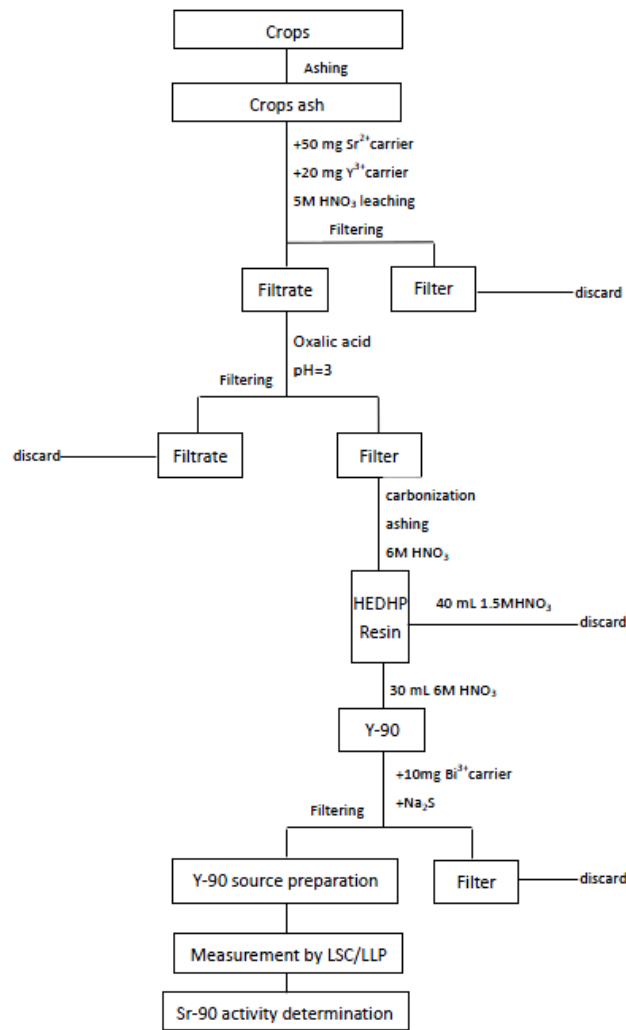 Crops
Ashing
Crops ash
+50 mg Sr²⁺carrier
+20 mg Y³⁺carrier
5M HNO₃ leaching
Filtering
Filtrate
Filter
discard
Oxalic acid
pH=3
Filtering
discard
Filtrate
Filter
carbonization
ashing
6M HNO₃
HEDHP
Resin
40 mL 1.5MHNO₃
discard
30 mL 6M HNO₃
Y-90
+10mg Bi³⁺carrier
+Na₂S
Filtering
Y-90 source preparation
Filter
discard
Measurement by LSC/LLP
Sr-90 activity determination